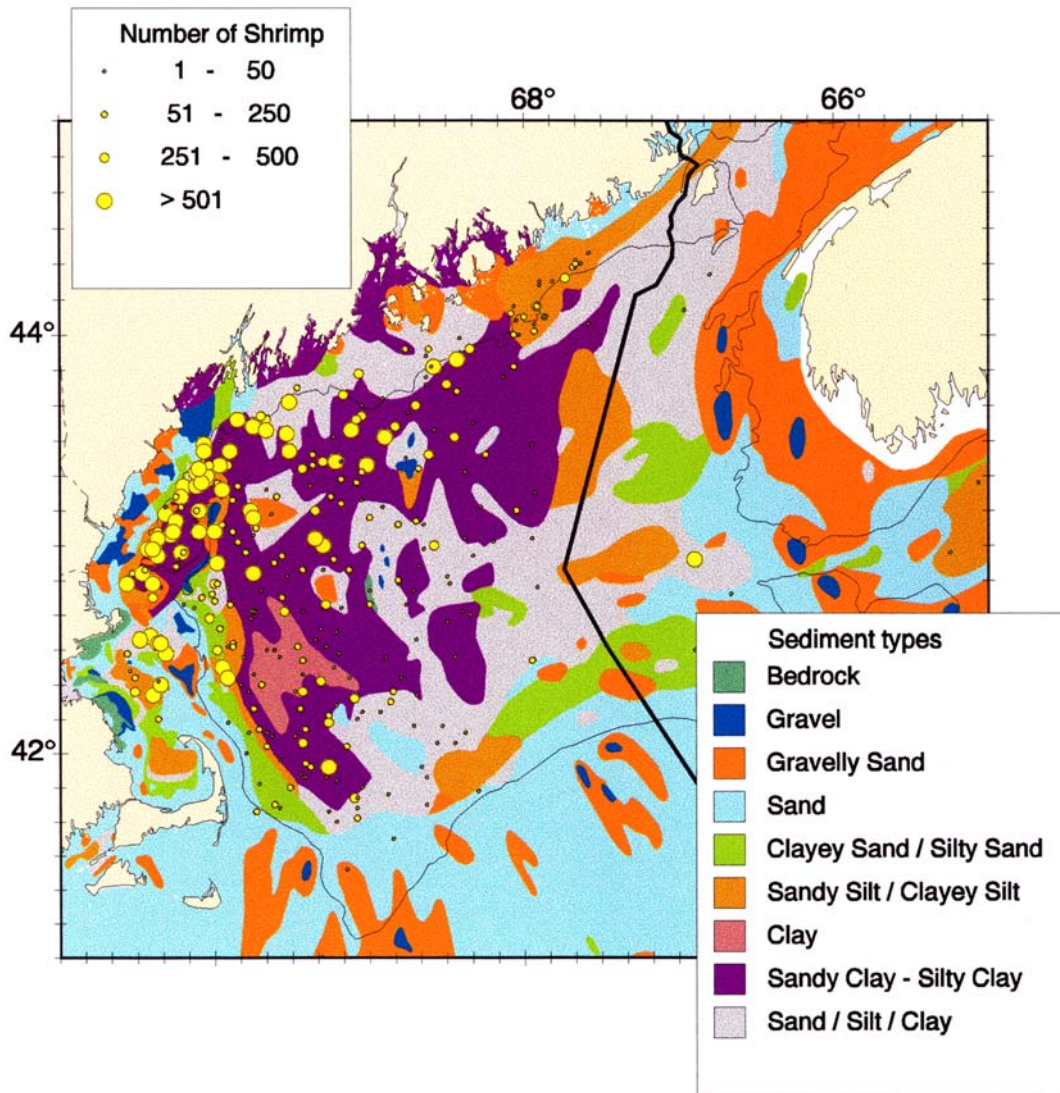 Number of Shrimp
1 - 50
51 - 250
251 - 500
> 501
68° 66°
44°
42°
Sediment types
Bedrock
Gravel
Gravelly Sand
Sand
Clayey Sand / Silty Sand
Sandy Silt / Clayey Silt
Clay
Sandy Clay - Silty Clay
Sand / Silt / Clay